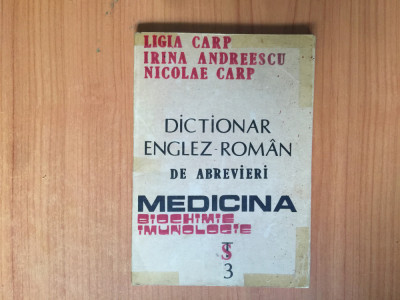 LIGIA CARP
IRINA ANDREESCU
NICOLAE CARP
DICTIONAR
ENGLEZ-ROMÂN
DE ABREVIERI
MEDICINA
BIOCHIMIE
IMUNOLOGIE
3